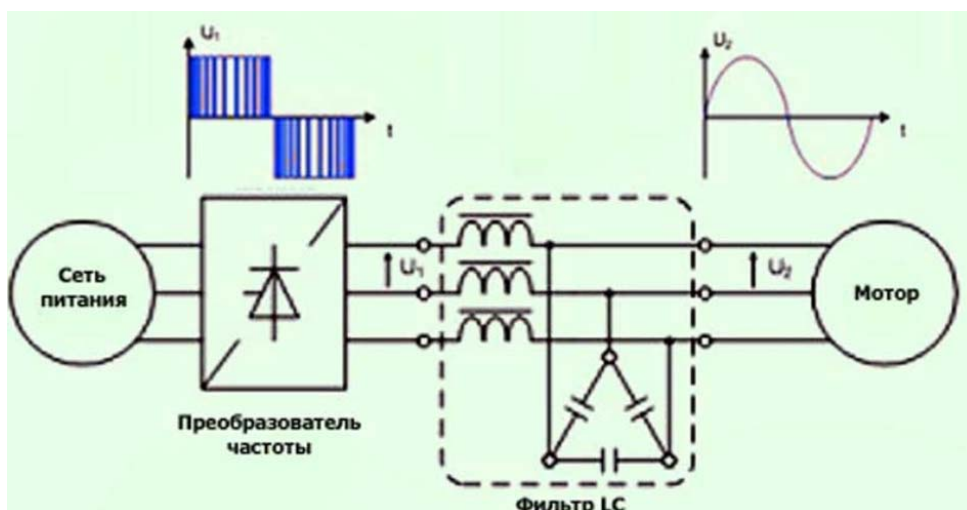 U₁
t
U₂
t
Сеть
питания
U₁
U₂
Мотор
Преобразователь
частоты
Фильтр LC